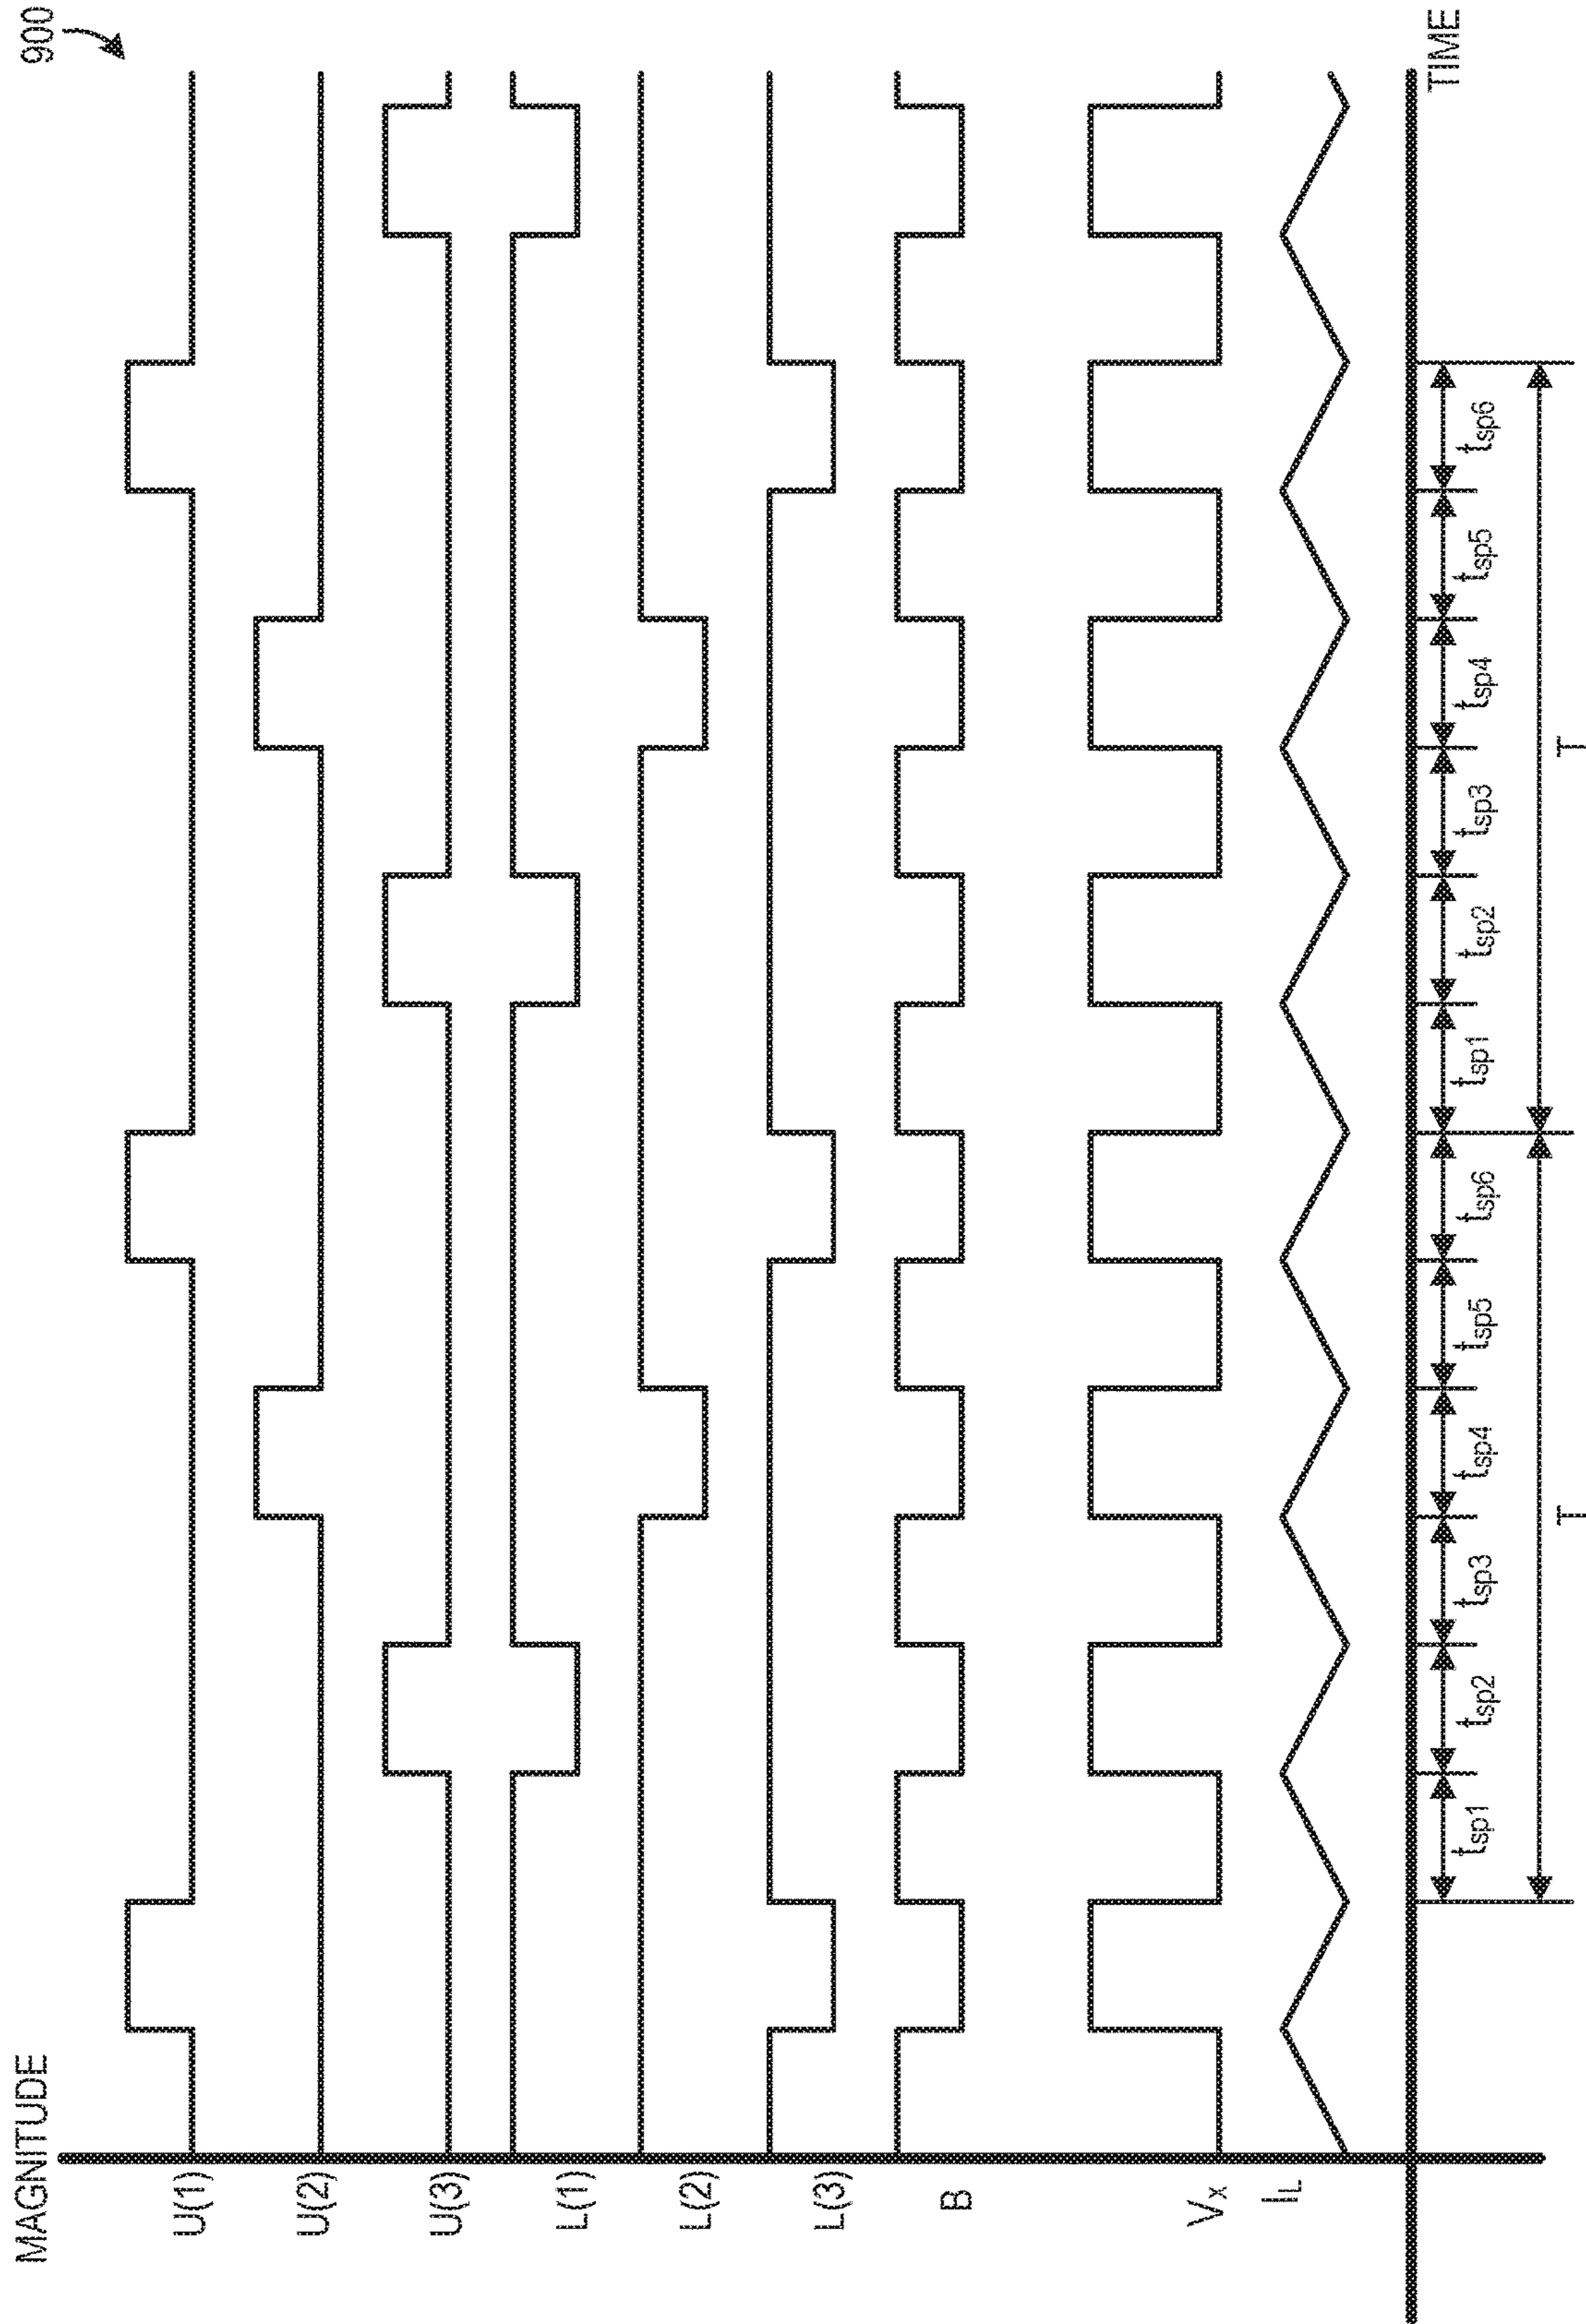 900
MAGNITUDE
U(1)
U(2)
U(3)
L(1)
L(2)
L(3)
B
VX
IL
TIME
tsp1 tsp2 tsp3 tsp4 tsp5 tsp6 tsp1 tsp2 tsp3 tsp4 tsp5 tsp6
T T